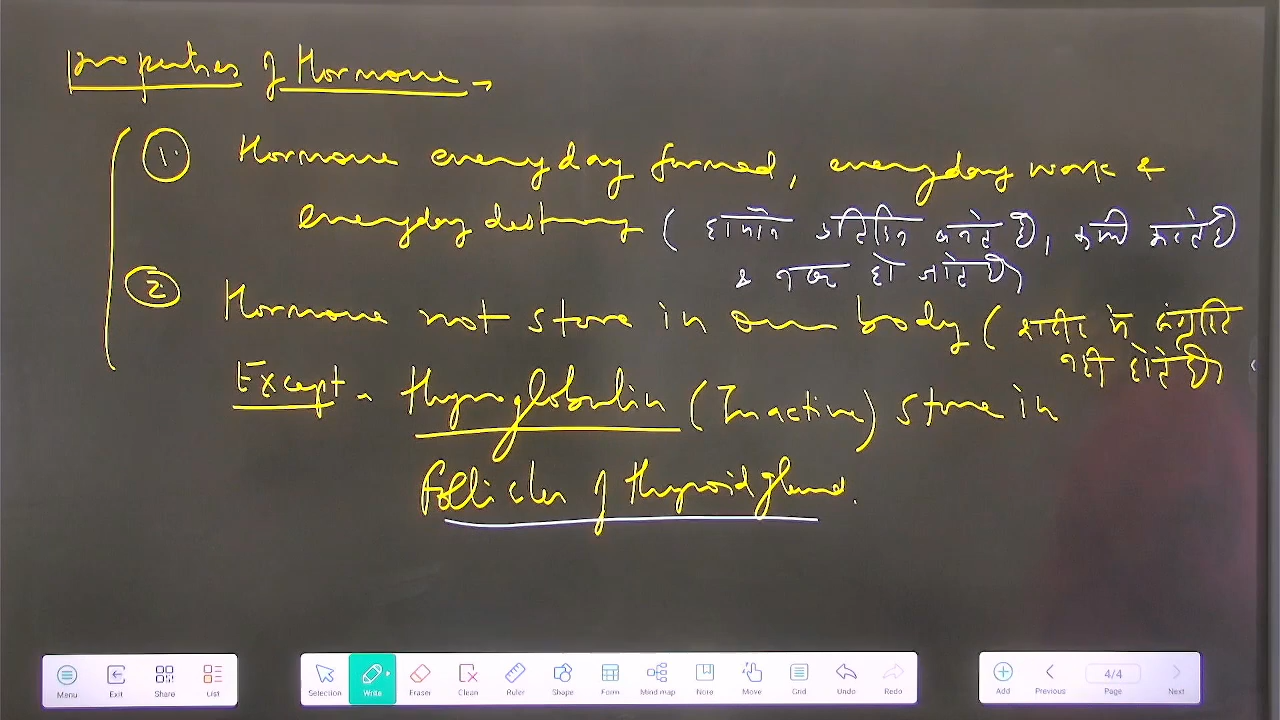 properties of Hormone →
① Hormone everyday formed, everyday work &
everyday destroy ( हार्मोन प्रतिदिन बनते है, कार्य करते है
& नष्ट हो जाते है)
② Hormone not store in our body ( शरीर में संग्रहित
नही होते है)
Except - Thyroglobulin (Inactive) store in
follicles of thyroid gland.
Menu Exit Share List Selection Write Eraser Clean Ruler Shape Form Mind map Note Move Grid Undo Redo Add Previous 4/4 Page Next